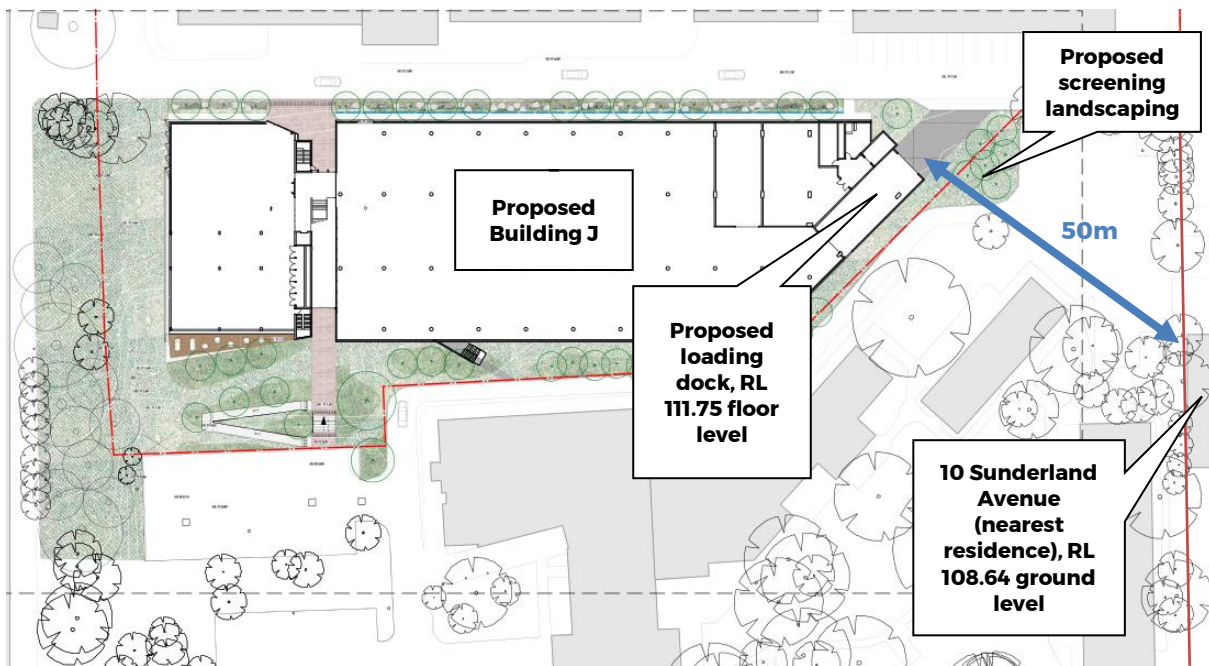 Proposed
screening
landscaping
Proposed
Building J
50m
Proposed
loading
dock, RL
111.75 floor
level
10 Sunderland
Avenue
(nearest
residence), RL
108.64 ground
level